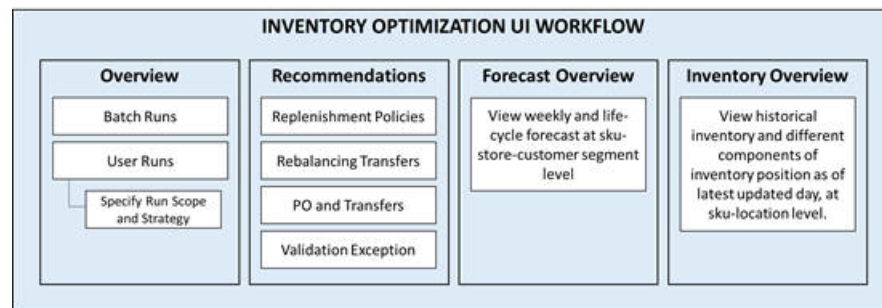 INVENTORY OPTIMIZATION UI WORKFLOW
Overview
Batch Runs
User Runs
Specify Run Scope
and Strategy
Recommendations
Replenishment Policies
Rebalancing Transfers
PO and Transfers
Validation Exception
Forecast Overview
View weekly and life-
cycle forecast at sku-
store-customer segment
level
Inventory Overview
View historical
inventory and different
components of
inventory position as of
latest updated day, at
sku-location level.